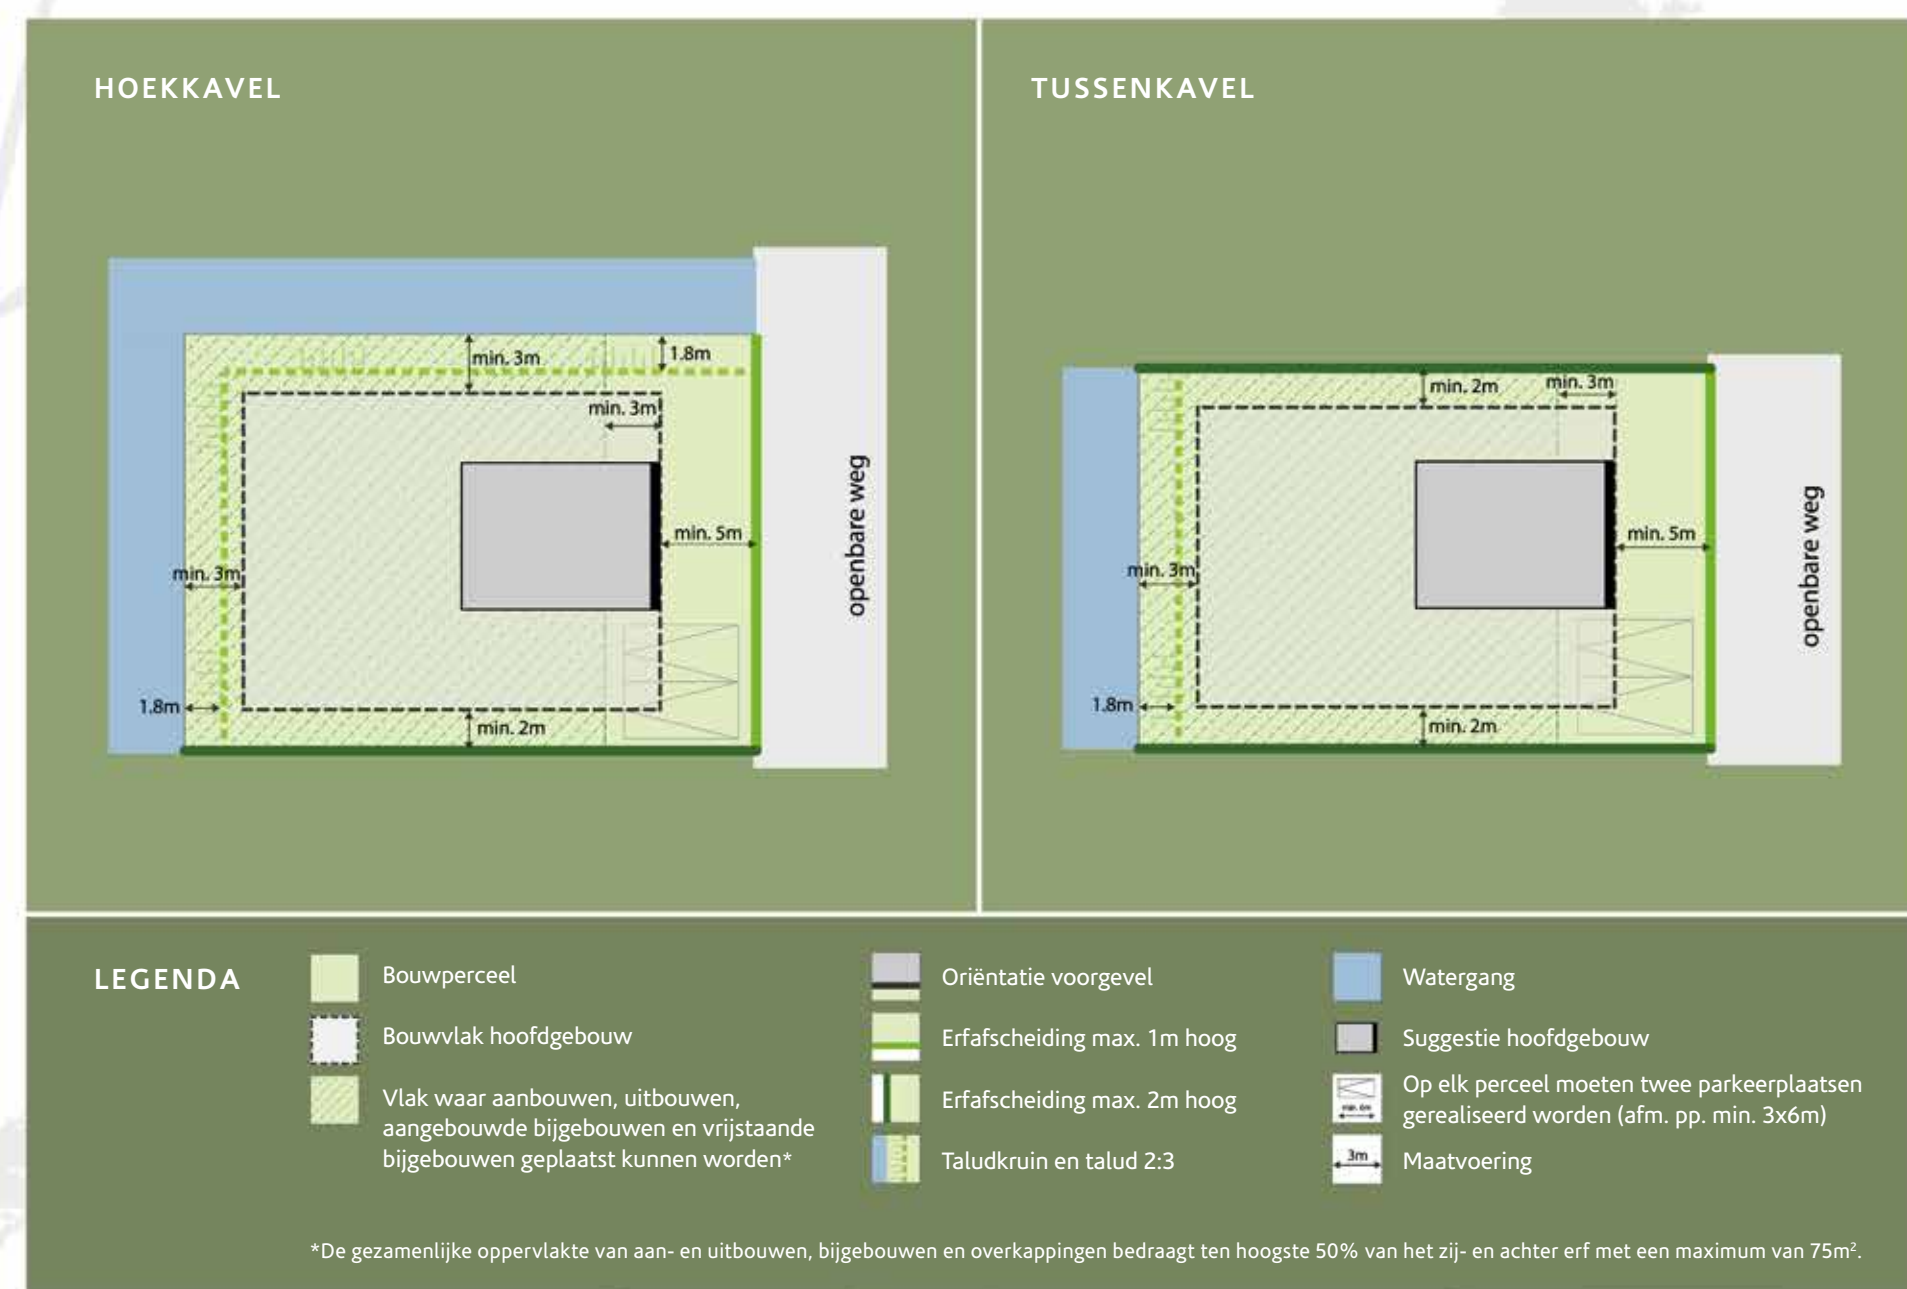 HOEKKAVEL
min. 3m
1.8m
min. 3m
min. 5m
min. 3m
1.8m
min. 2m
openbare weg
TUSSENKAVEL
min. 2m
min. 3m
min. 5m
min. 3m
1.8m
min. 2m
openbare weg
LEGENDA
Bouwperceel
Bouwvlak hoofdgebouw
Vlak waar aanbouwen, uitbouwen,
aangebouwde bijgebouwen en vrijstaande
bijgebouwen geplaatst kunnen worden*
Oriëntatie voorgevel
Erfafscheiding max. 1m hoog
Erfafscheiding max. 2m hoog
Taludkruin en talud 2:3
Watergang
Suggestie hoofdgebouw
min. 6m
Op elk perceel moeten twee parkeerplaatsen
gerealiseerd worden (afm. pp. min. 3x6m)
3m
Maatvoering
*De gezamenlijke oppervlakte van aan- en uitbouwen, bijgebouwen en overkappingen bedraagt ten hoogste 50% van het zij- en achter erf met een maximum van 75m².